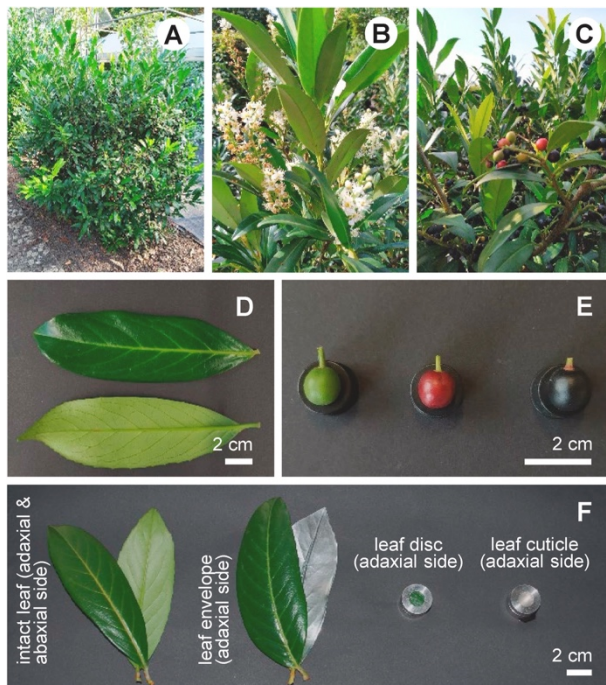 A
B
C
D
2 cm
E
2 cm
F
intact leaf (adaxial &
abaxial side)
leaf envelope
(adaxial side)
leaf disc
(adaxial side)
leaf cuticle
(adaxial side)
2 cm